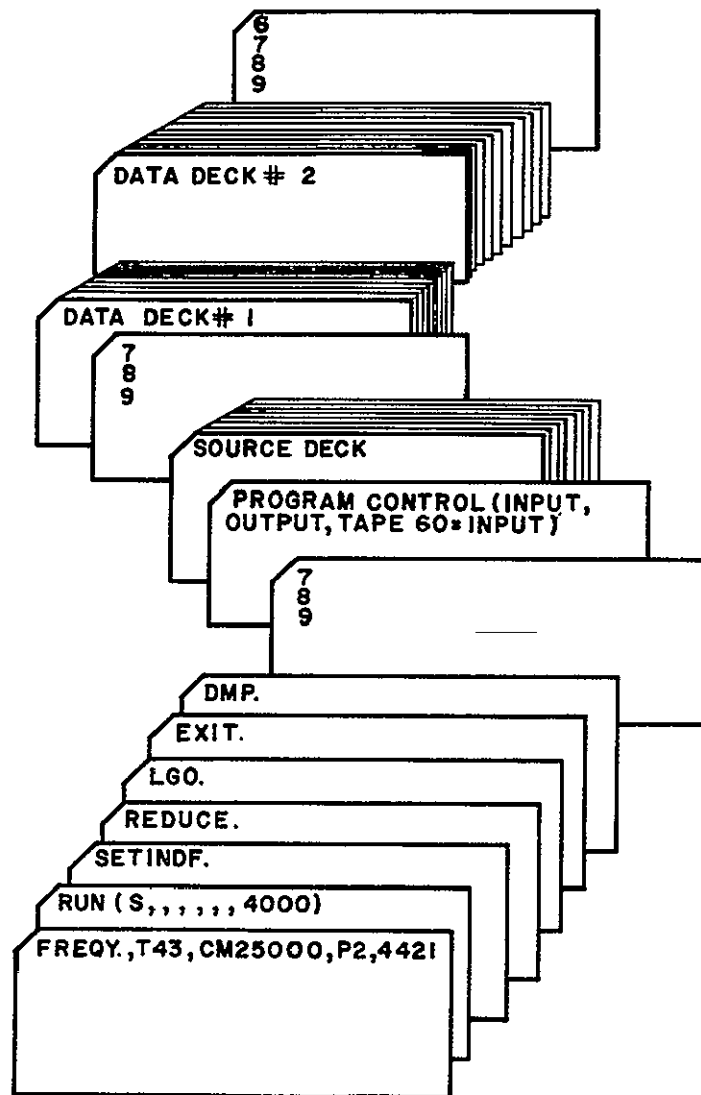 6
7
8
9
DATA DECK # 2
DATA DECK # 1
7
8
9
SOURCE DECK
PROGRAM CONTROL (INPUT,
OUTPUT, TAPE 60=INPUT)
7
8
9
DMP.
EXIT.
LGO.
REDUCE.
SETINDF.
RUN (S,,,,,,4000)
FREQY.,T43,CM25000,P2,4421